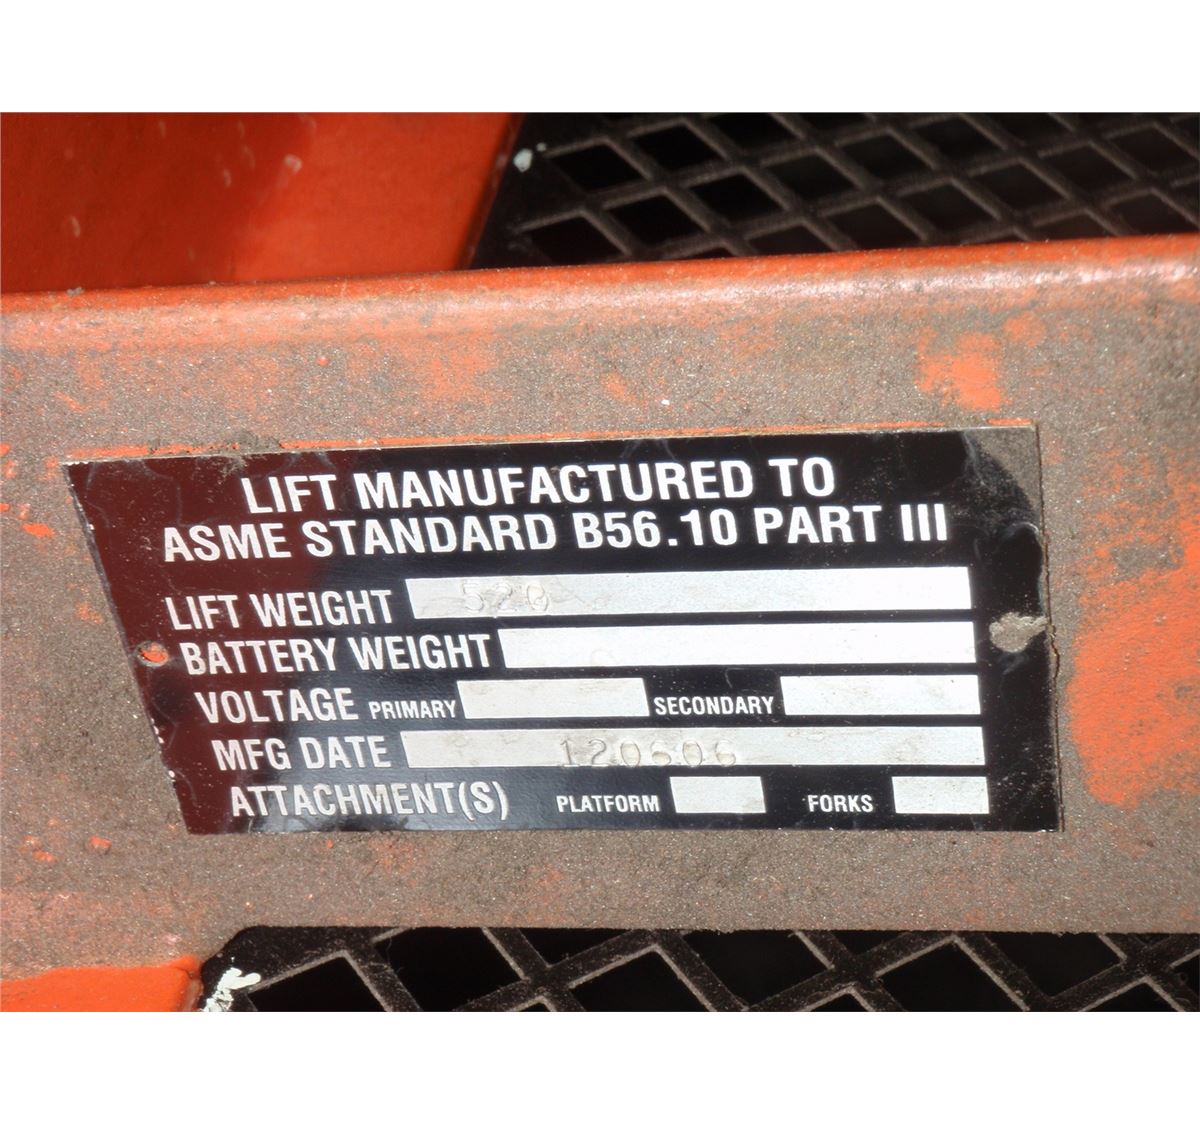 LIFT MANUFACTURED TO
ASME STANDARD B56.10 PART III
LIFT WEIGHT 520
BATTERY WEIGHT
VOLTAGE PRIMARY SECONDARY
MFG DATE 120606
ATTACHMENT(S) PLATFORM FORKS